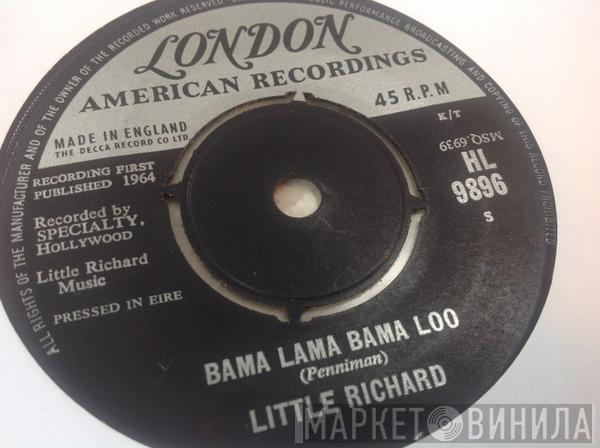 ALL RIGHTS OF THE MANUFACTURER AND OF THE OWNER OF THE RECORDED WORK RESERVED
PUBLIC PERFORMANCE BROADCASTING AND COPYING OF THIS RECORD PROHIBITED
LONDON
AMERICAN RECORDINGS
45 R.P.M
MADE IN ENGLAND
THE DECCA RECORD CO LTD.
K/T
MSQ.6939
HL
9896
S
RECORDING FIRST
PUBLISHED 1964
Recorded by
SPECIALTY,
HOLLYWOOD
Little Richard
Music
PRESSED IN EIRE
BAMA LAMA BAMA LOO
(Penniman)
LITTLE RICHARD
МАРКЕТ ВИНИЛА